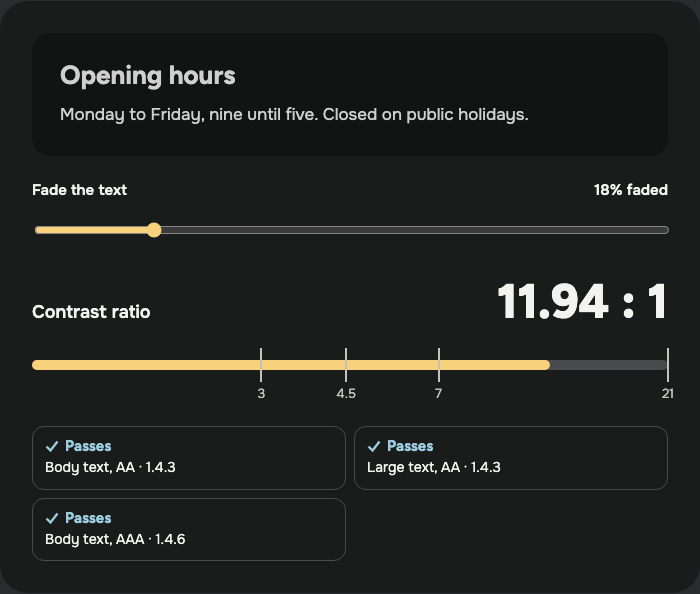 Opening hours
Monday to Friday, nine until five. Closed on public holidays.
Fade the text
18% faded
Contrast ratio
11.94 : 1
3
4.5
7
21
Passes
Body text, AA · 1.4.3
Passes
Large text, AA · 1.4.3
Passes
Body text, AAA · 1.4.6